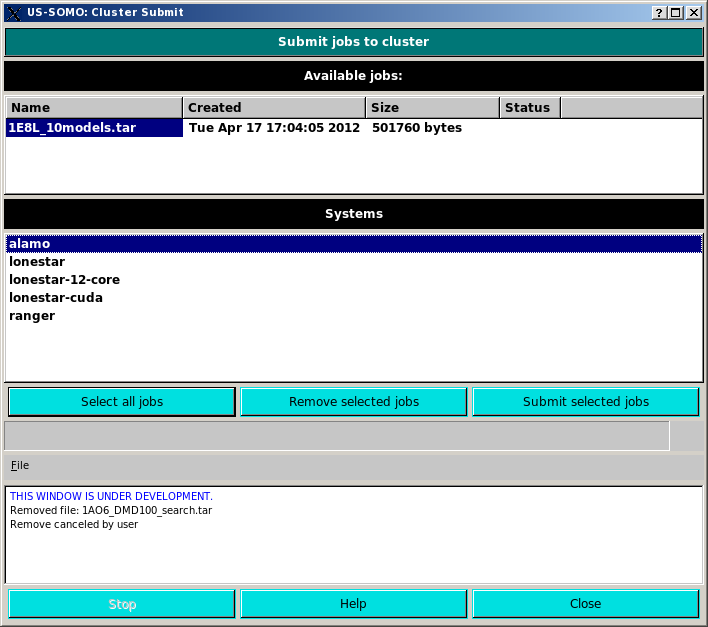 US-SOMO: Cluster Submit
Submit jobs to cluster
Available jobs:
Name Created Size Status
1E8L_10models.tar Tue Apr 17 17:04:05 2012 501760 bytes
Systems
alamo
lonestar
lonestar-12-core
lonestar-cuda
ranger
Select all jobs Remove selected jobs Submit selected jobs
File
THIS WINDOW IS UNDER DEVELOPMENT.
Removed file: 1AO6_DMD100_search.tar
Remove canceled by user
Stop Help Close